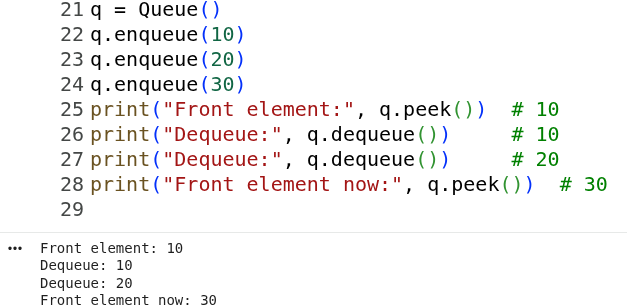 21 q = Queue()
22 q.enqueue(10)
23 q.enqueue(20)
24 q.enqueue(30)
25 print("Front element:", q.peek())  # 10
26 print("Dequeue:", q.dequeue())     # 10
27 print("Dequeue:", q.dequeue())     # 20
28 print("Front element now:", q.peek())  # 30
29
••• Front element: 10
Dequeue: 10
Dequeue: 20
Front element now: 30